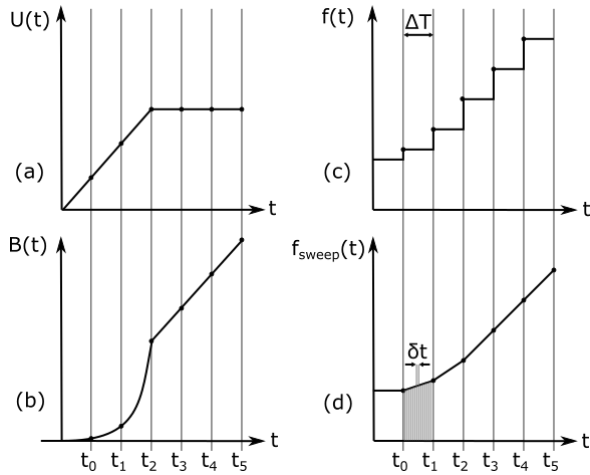 U(t)
(a)
t
B(t)
(b)
t
t₀ t₁ t₂ t₃ t₄ t₅
f(t)
ΔT
(c)
t
f_sweep(t)
δt
(d)
t
t₀ t₁ t₂ t₃ t₄ t₅